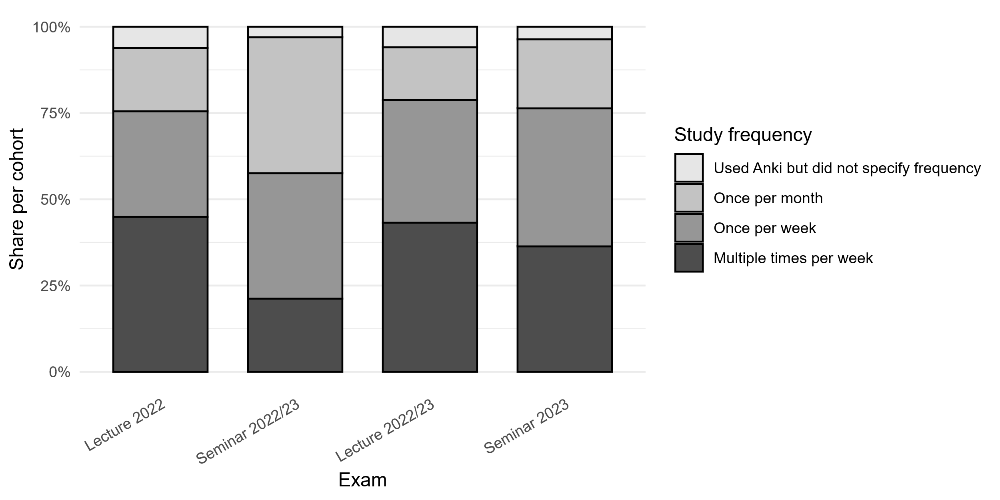 100%
75%
50%
25%
0%
Share per cohort
Lecture 2022
Seminar 2022/23
Lecture 2022/23
Seminar 2023
Exam
Study frequency
Used Anki but did not specify frequency
Once per month
Once per week
Multiple times per week